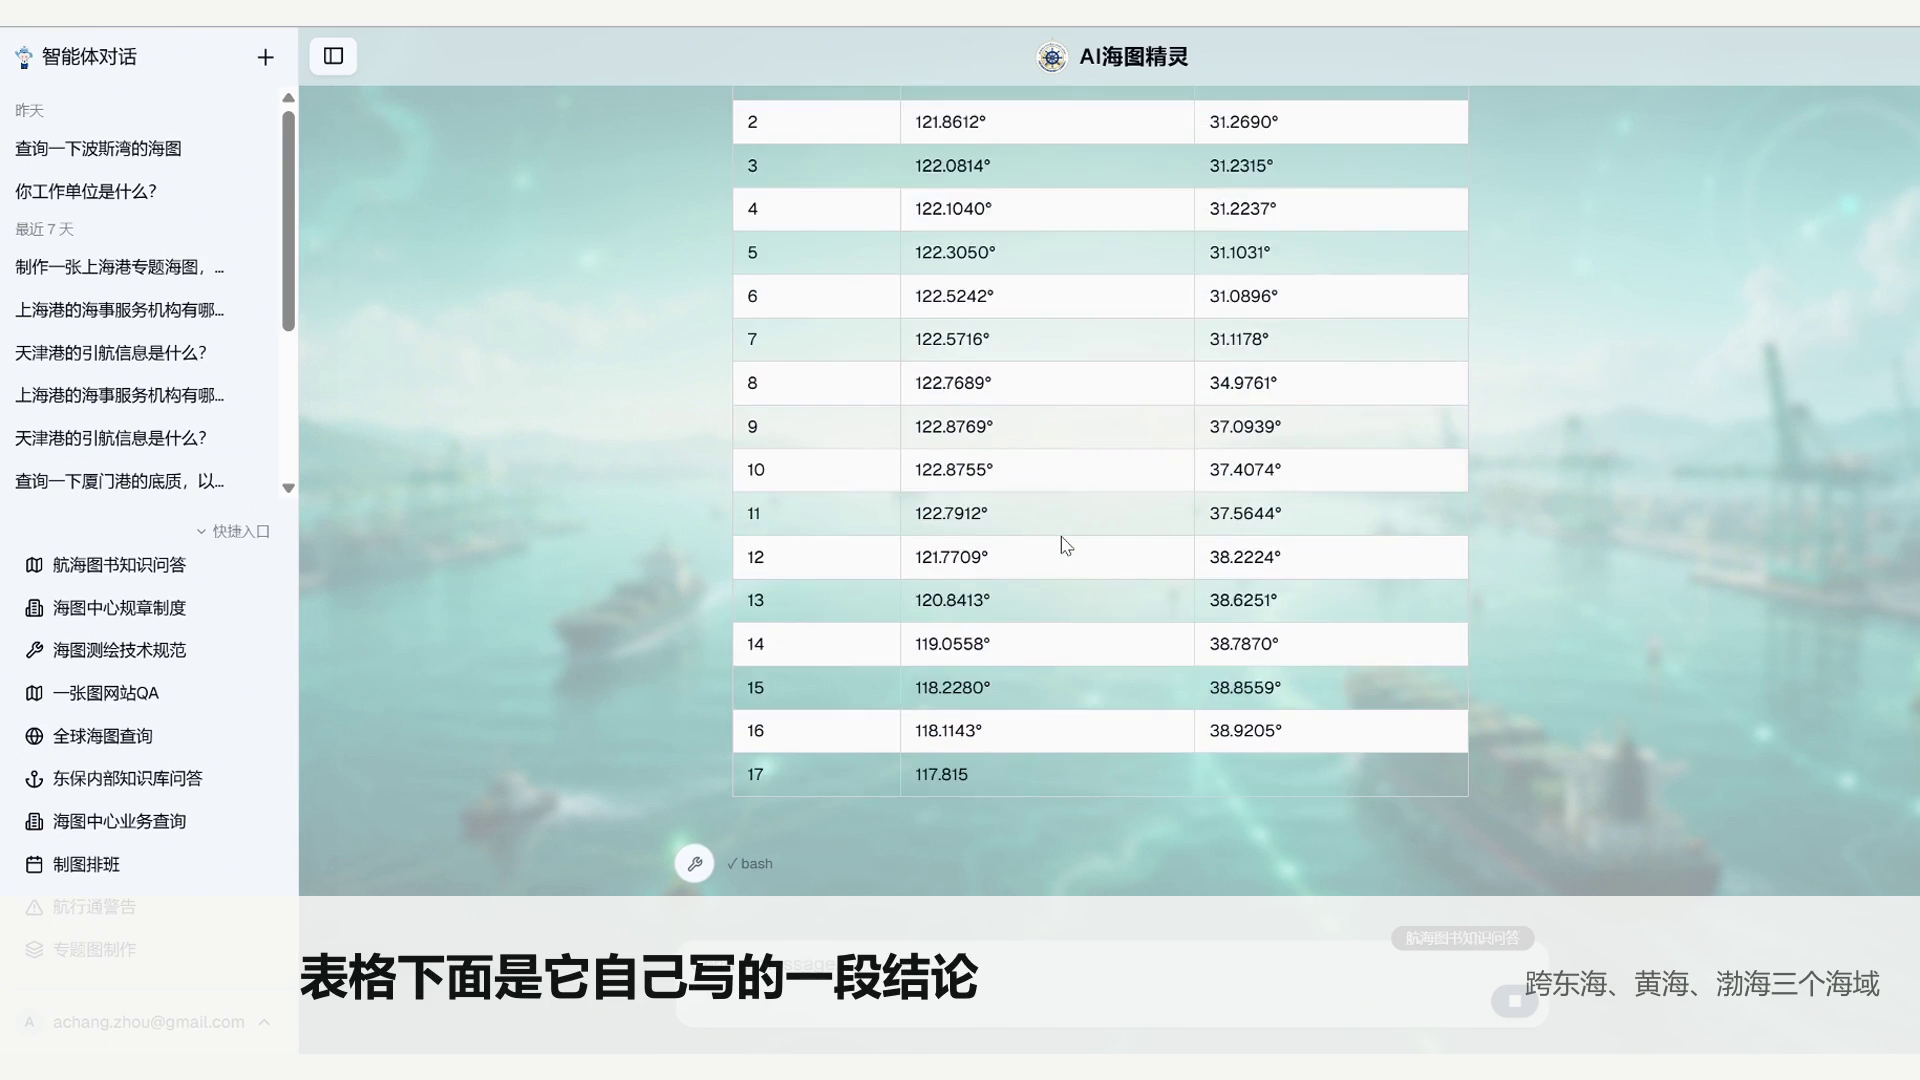 智能体对话
AI海图精灵
昨天
查询一下波斯湾的海图
你工作单位是什么？
最近 7 天
制作一张上海港专题海图，...
上海港的海事服务机构有哪...
天津港的引航信息是什么？
上海港的海事服务机构有哪...
天津港的引航信息是什么？
查询一下厦门港的底质，以...
快捷入口
航海图书知识问答
海图中心规章制度
海图测绘技术规范
一张图网站QA
全球海图查询
东保内部知识库问答
海图中心业务查询
制图排班
航行通警告
专题图制作
A achang.zhou@gmail.com
2 121.8612° 31.2690°
3 122.0814° 31.2315°
4 122.1040° 31.2237°
5 122.3050° 31.1031°
6 122.5242° 31.0896°
7 122.5716° 31.1178°
8 122.7689° 34.9761°
9 122.8769° 37.0939°
10 122.8755° 37.4074°
11 122.7912° 37.5644°
12 121.7709° 38.2224°
13 120.8413° 38.6251°
14 119.0558° 38.7870°
15 118.2280° 38.8559°
16 118.1143° 38.9205°
17 117.815
✓ bash
航海图书知识问答
表格下面是它自己写的一段结论
跨东海、黄海、渤海三个海域